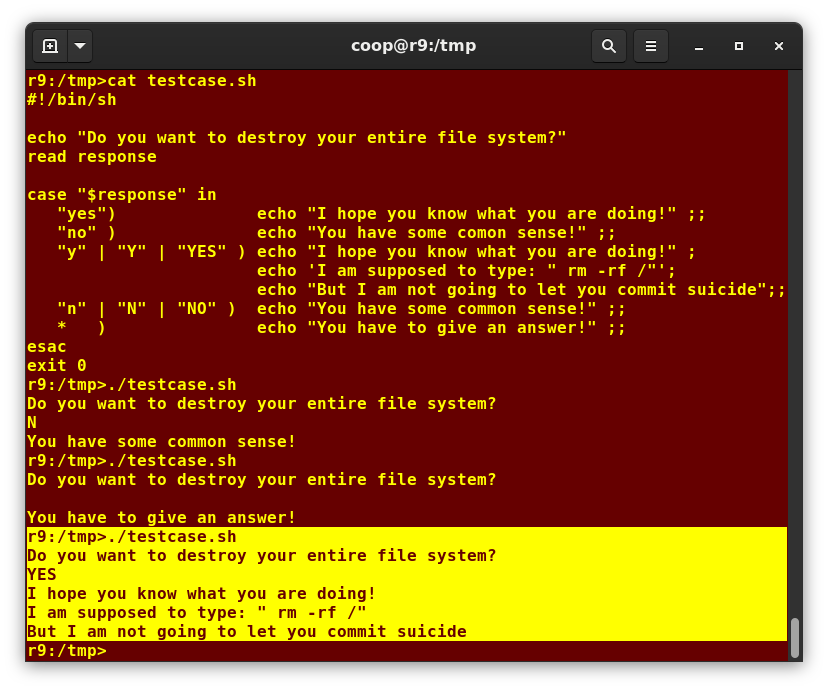 coop@r9:/tmp
r9:/tmp>cat testcase.sh
#!/bin/sh
echo "Do you want to destroy your entire file system?"
read response
case "$response" in
   "yes")              echo "I hope you know what you are doing!" ;;
   "no" )              echo "You have some comon sense!" ;;
   "y" | "Y" | "YES" ) echo "I hope you know what you are doing!" ;
                       echo 'I am supposed to type: " rm -rf /"';
                       echo "But I am not going to let you commit suicide";;
   "n" | "N" | "NO" )  echo "You have some common sense!" ;;
   *   )               echo "You have to give an answer!" ;;
esac
exit 0
r9:/tmp>./testcase.sh
Do you want to destroy your entire file system?
N
You have some common sense!
r9:/tmp>./testcase.sh
Do you want to destroy your entire file system?
You have to give an answer!
r9:/tmp>./testcase.sh
Do you want to destroy your entire file system?
YES
I hope you know what you are doing!
I am supposed to type: " rm -rf /"
But I am not going to let you commit suicide
r9:/tmp>